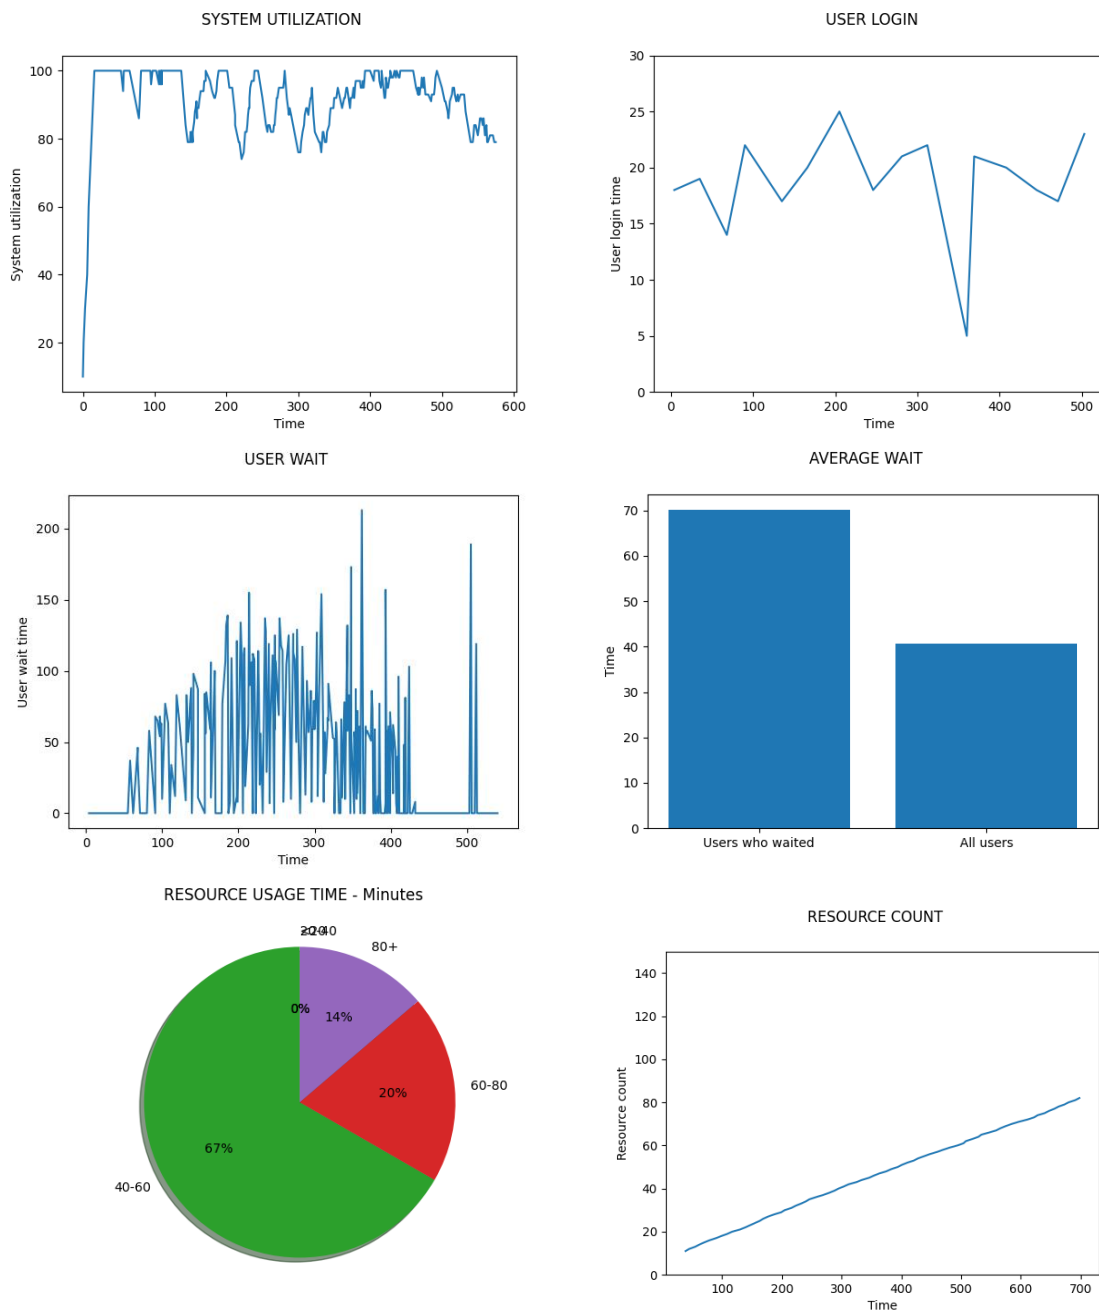 SYSTEM UTILIZATION
100
80
60
40
20
System utilization
0 100 200 300 400 500 600
Time
USER LOGIN
30
25
20
15
10
5
0
User login time
0 100 200 300 400 500
Time
USER WAIT
200
150
100
50
0
User wait time
0 100 200 300 400 500
Time
AVERAGE WAIT
70
60
50
40
30
20
10
0
Time
Users who waited All users
RESOURCE USAGE TIME - Minutes
80+
0%
14%
60-80
20%
67%
40-60
RESOURCE COUNT
140
120
100
80
60
40
20
0
Resource count
100 200 300 400 500 600 700
Time